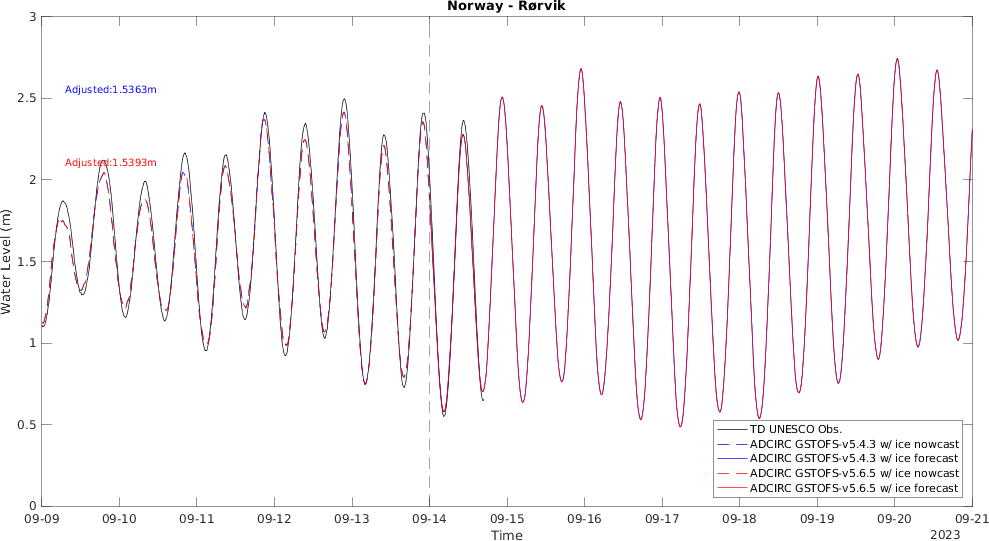 Norway - Rørvik
Water Level (m)
3
2.5
2
1.5
1
0.5
0
Adjusted:1.5363m
Adjusted:1.5393m
TD UNESCO Obs.
ADCIRC GSTOFS-v5.4.3 w/ ice nowcast
ADCIRC GSTOFS-v5.4.3 w/ ice forecast
ADCIRC GSTOFS-v5.6.5 w/ ice nowcast
ADCIRC GSTOFS-v5.6.5 w/ ice forecast
09-09 09-10 09-11 09-12 09-13 09-14 09-15 09-16 09-17 09-18 09-19 09-20 09-21
Time
2023